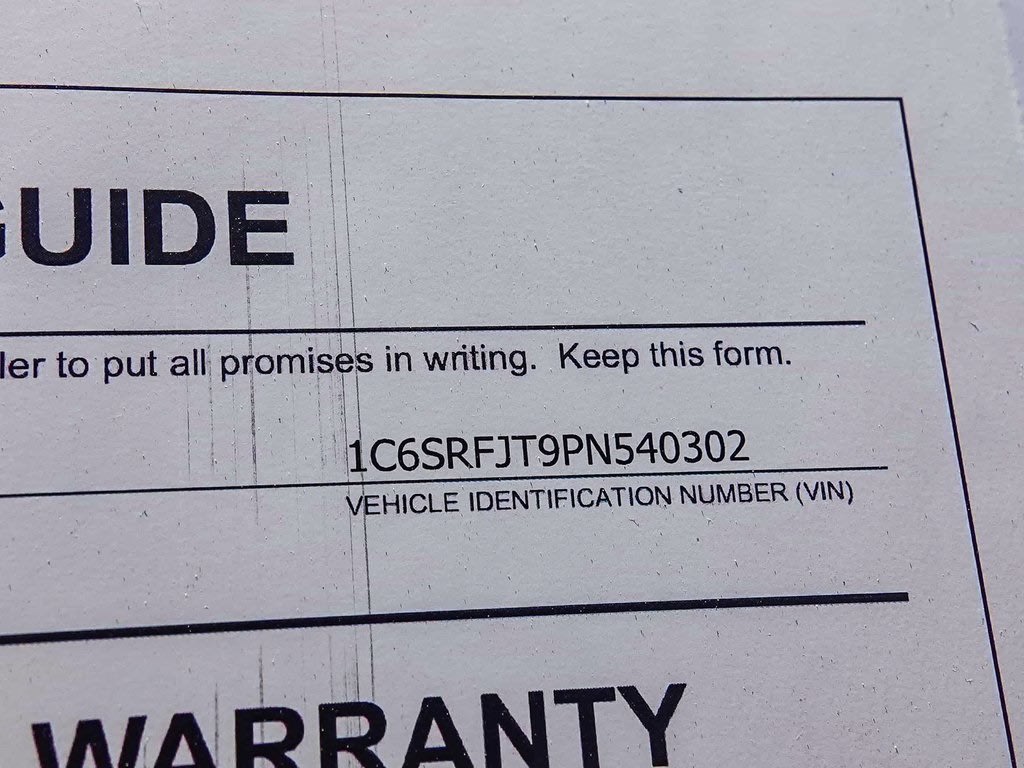 GUIDE
ler to put all promises in writing. Keep this form.
1C6SRFJT9PN540302
VEHICLE IDENTIFICATION NUMBER (VIN)
WARRANTY